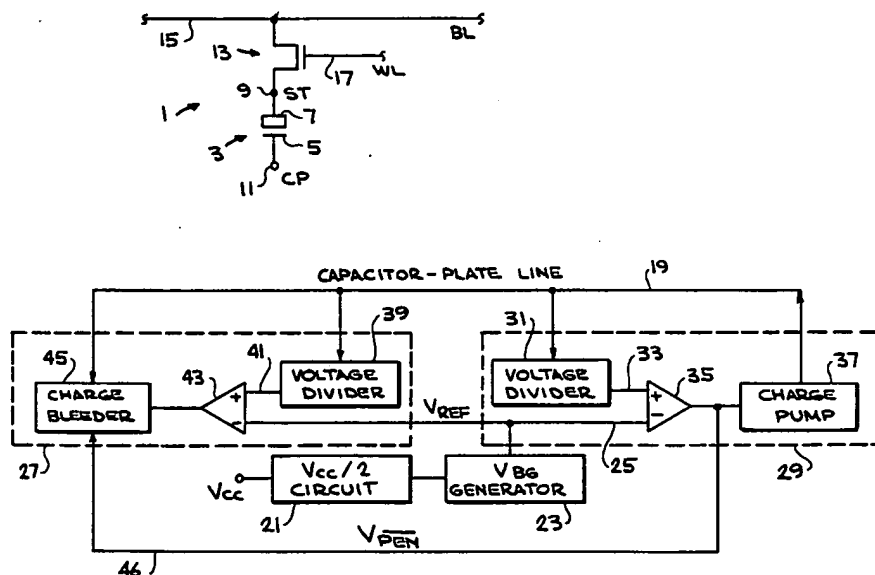 15
BL
13
17
WL
9
ST
1
7
3
5
11
CP
CAPACITOR-PLATE LINE
19
39
31
45
43
41
VOLTAGE
DIVIDER
VOLTAGE
DIVIDER
33
35
37
CHARGE
BLEEDER
CHARGE
PUMP
+
−
+
−
VREF
25
27
29
Vcc
Vcc/2
CIRCUIT
VBG
GENERATOR
21
23
VPEN
46